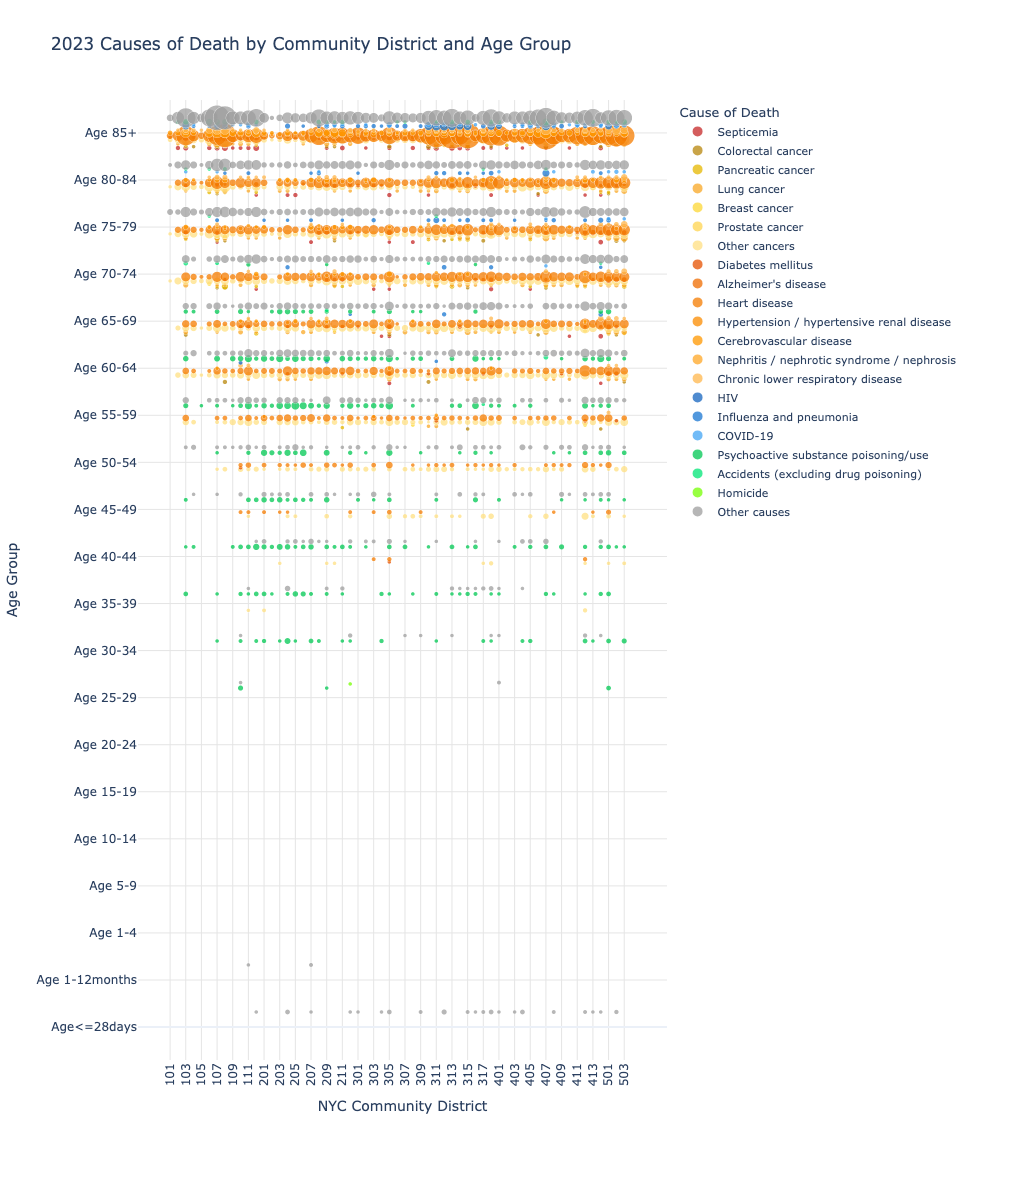 2023 Causes of Death by Community District and Age Group
Age 85+
Age 80-84
Age 75-79
Age 70-74
Age 65-69
Age 60-64
Age 55-59
Age 50-54
Age 45-49
Age 40-44
Age 35-39
Age 30-34
Age 25-29
Age 20-24
Age 15-19
Age 10-14
Age 5-9
Age 1-4
Age 1-12months
Age<=28days
Age Group
101
103
105
107
109
111
201
203
205
207
209
211
301
303
305
307
309
311
313
315
317
401
403
405
407
409
411
413
501
503
NYC Community District
Cause of Death
Septicemia
Colorectal cancer
Pancreatic cancer
Lung cancer
Breast cancer
Prostate cancer
Other cancers
Diabetes mellitus
Alzheimer's disease
Heart disease
Hypertension / hypertensive renal disease
Cerebrovascular disease
Nephritis / nephrotic syndrome / nephrosis
Chronic lower respiratory disease
HIV
Influenza and pneumonia
COVID-19
Psychoactive substance poisoning/use
Accidents (excluding drug poisoning)
Homicide
Other causes